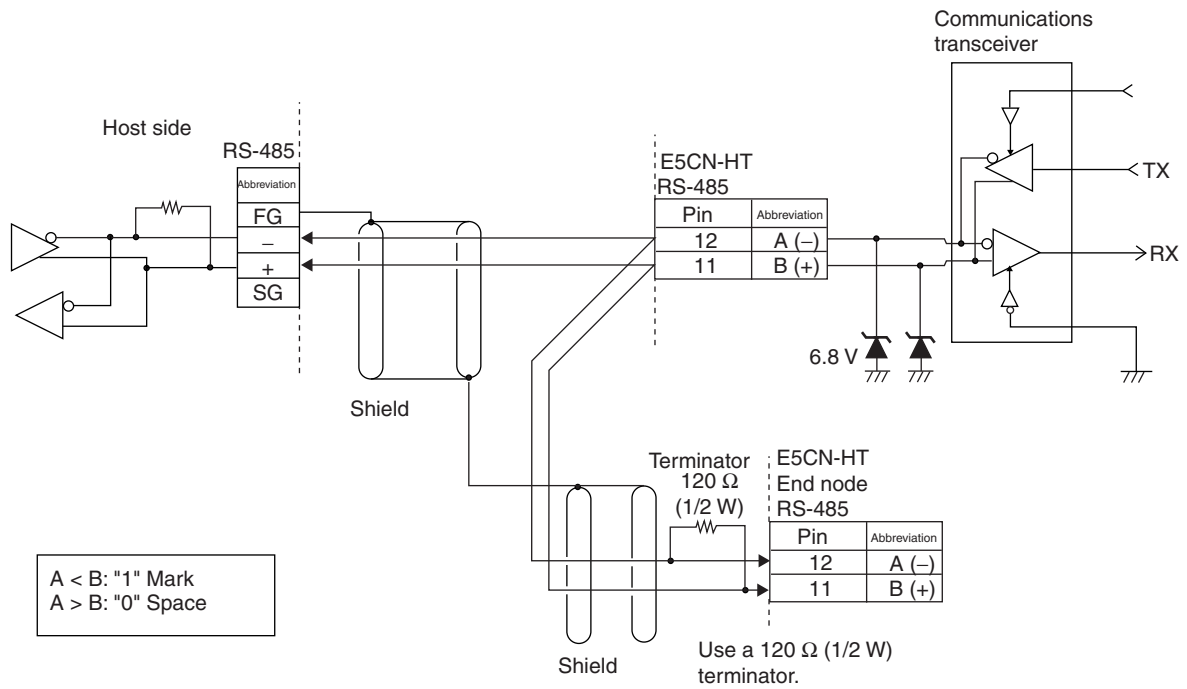 Communications
transceiver
Host side
RS-485
Abbreviation
FG
–
+
SG
Shield
E5CN-HT
RS-485
Pin Abbreviation
12 A (–)
11 B (+)
TX
RX
6.8 V
Terminator
120 Ω
(1/2 W)
E5CN-HT
End node
RS-485
Pin Abbreviation
12 A (–)
11 B (+)
A < B: "1" Mark
A > B: "0" Space
Shield
Use a 120 Ω (1/2 W)
terminator.